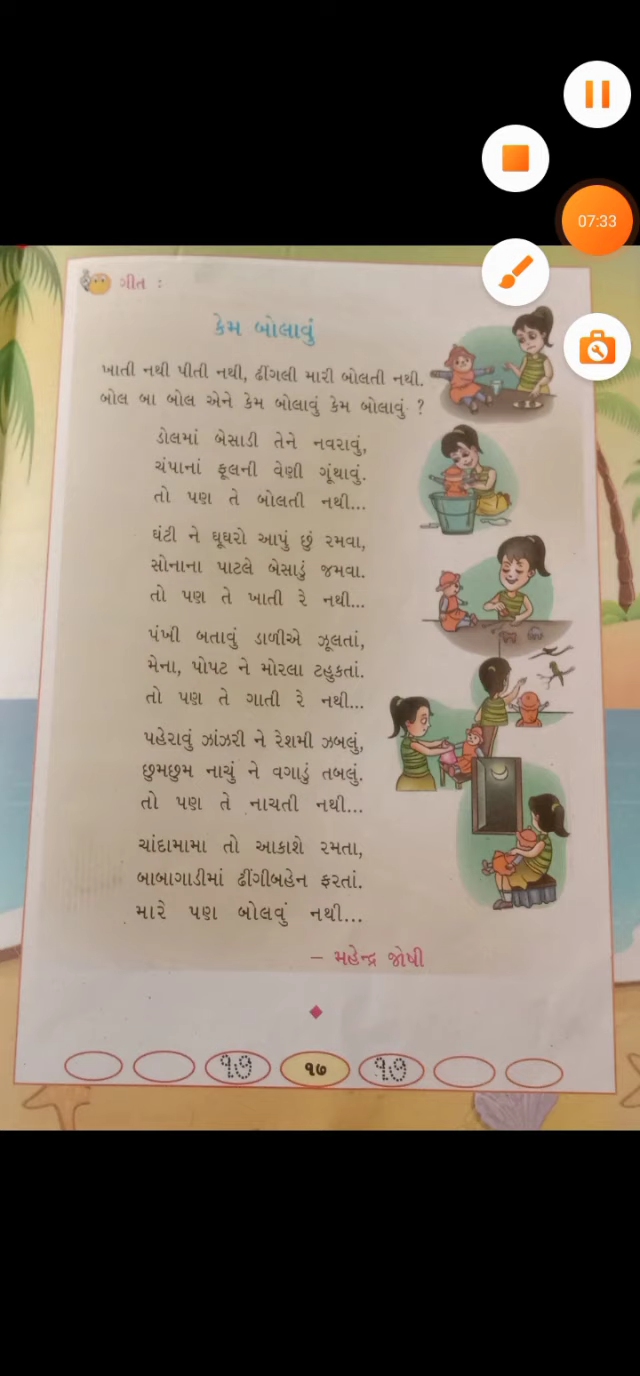 07:33
ગીત :
કેમ બોલાવું
ખાતી નથી પીતી નથી, ઢીંગલી મારી બોલતી નથી.
બોલ બા બોલ એને કેમ બોલાવું કેમ બોલાવું ?
ડોલમાં બેસાડી તેને નવરાવું,
ચંપાનાં ફૂલની વેણી ગૂંથાવું.
તો પણ તે બોલતી નથી...
ઘંટી ને ઘૂઘરો આપું છું રમવા,
સોનાના પાટલે બેસાડું જમવા.
તો પણ તે ખાતી રે નથી...
પંખી બતાવું ડાળીએ ઝૂલતાં,
મેના, પોપટ ને મોરલા ટહુકતાં.
તો પણ તે ગાતી રે નથી...
પહેરાવું ઝાંઝરી ને રેશમી ઝબલું,
છુમછુમ નાચું ને વગાડું તબલું.
તો પણ તે નાચતી નથી...
ચાંદામામા તો આકાશે રમતા,
બાબાગાડીમાં ઢીંગીબહેન ફરતાં.
મારે પણ બોલવું નથી...
– મહેન્દ્ર જોષી
૧૭ ૧૭ ૧૭